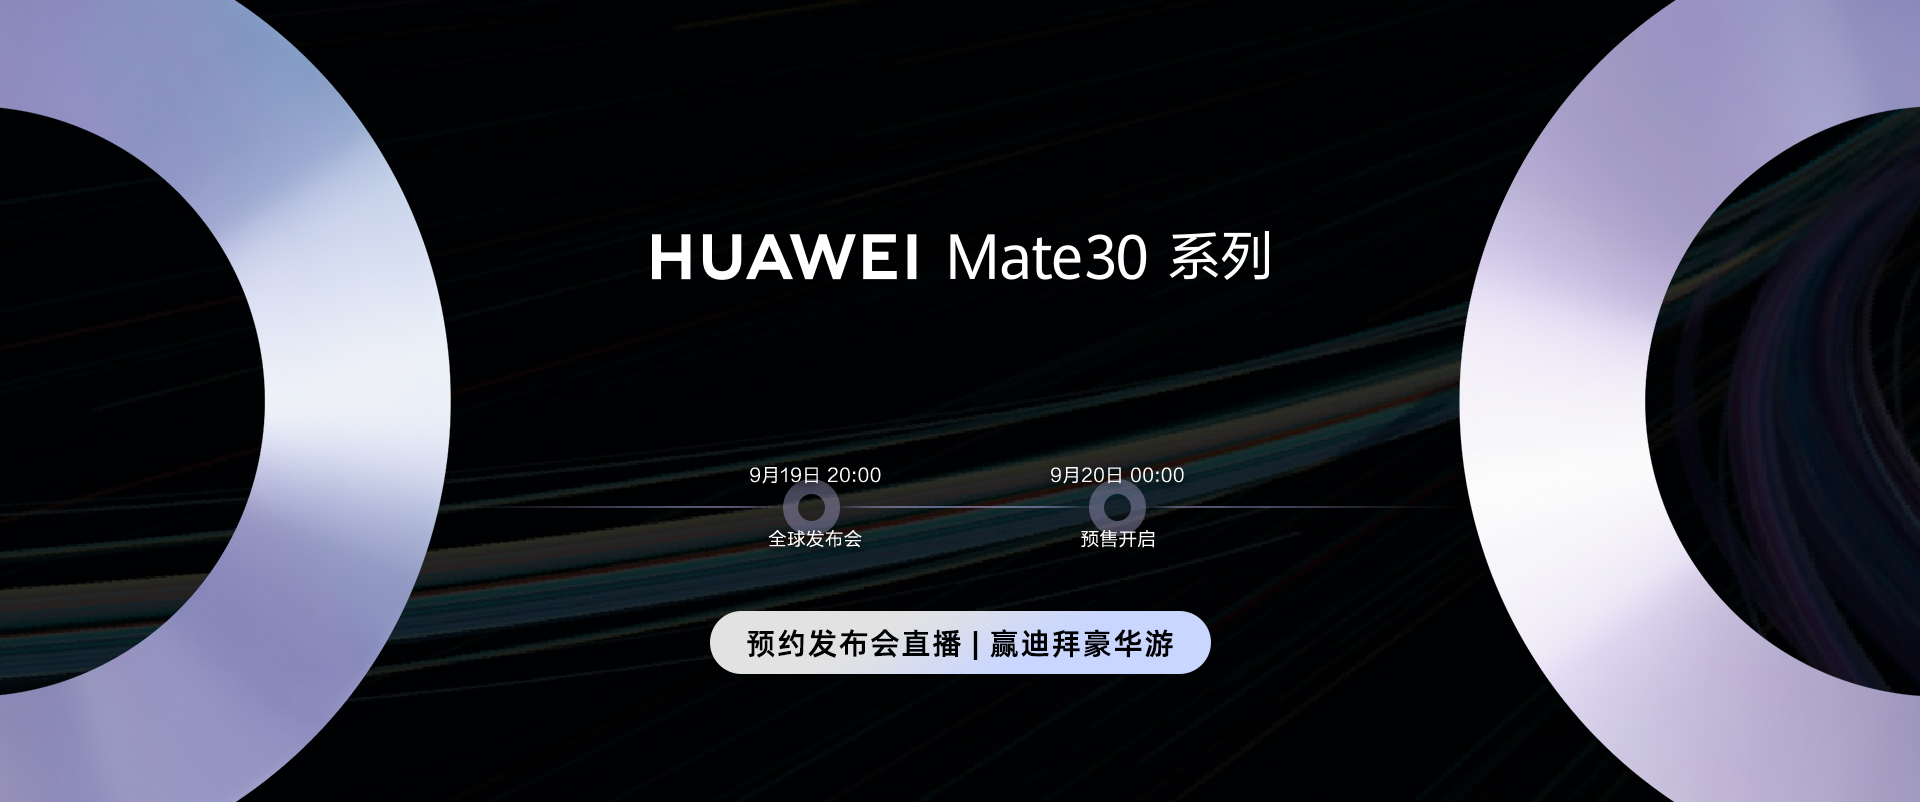 HUAWEI Mate30 系列
9月19日 20:00
全球发布会
9月20日 00:00
预售开启
预约发布会直播 | 赢迪拜豪华游